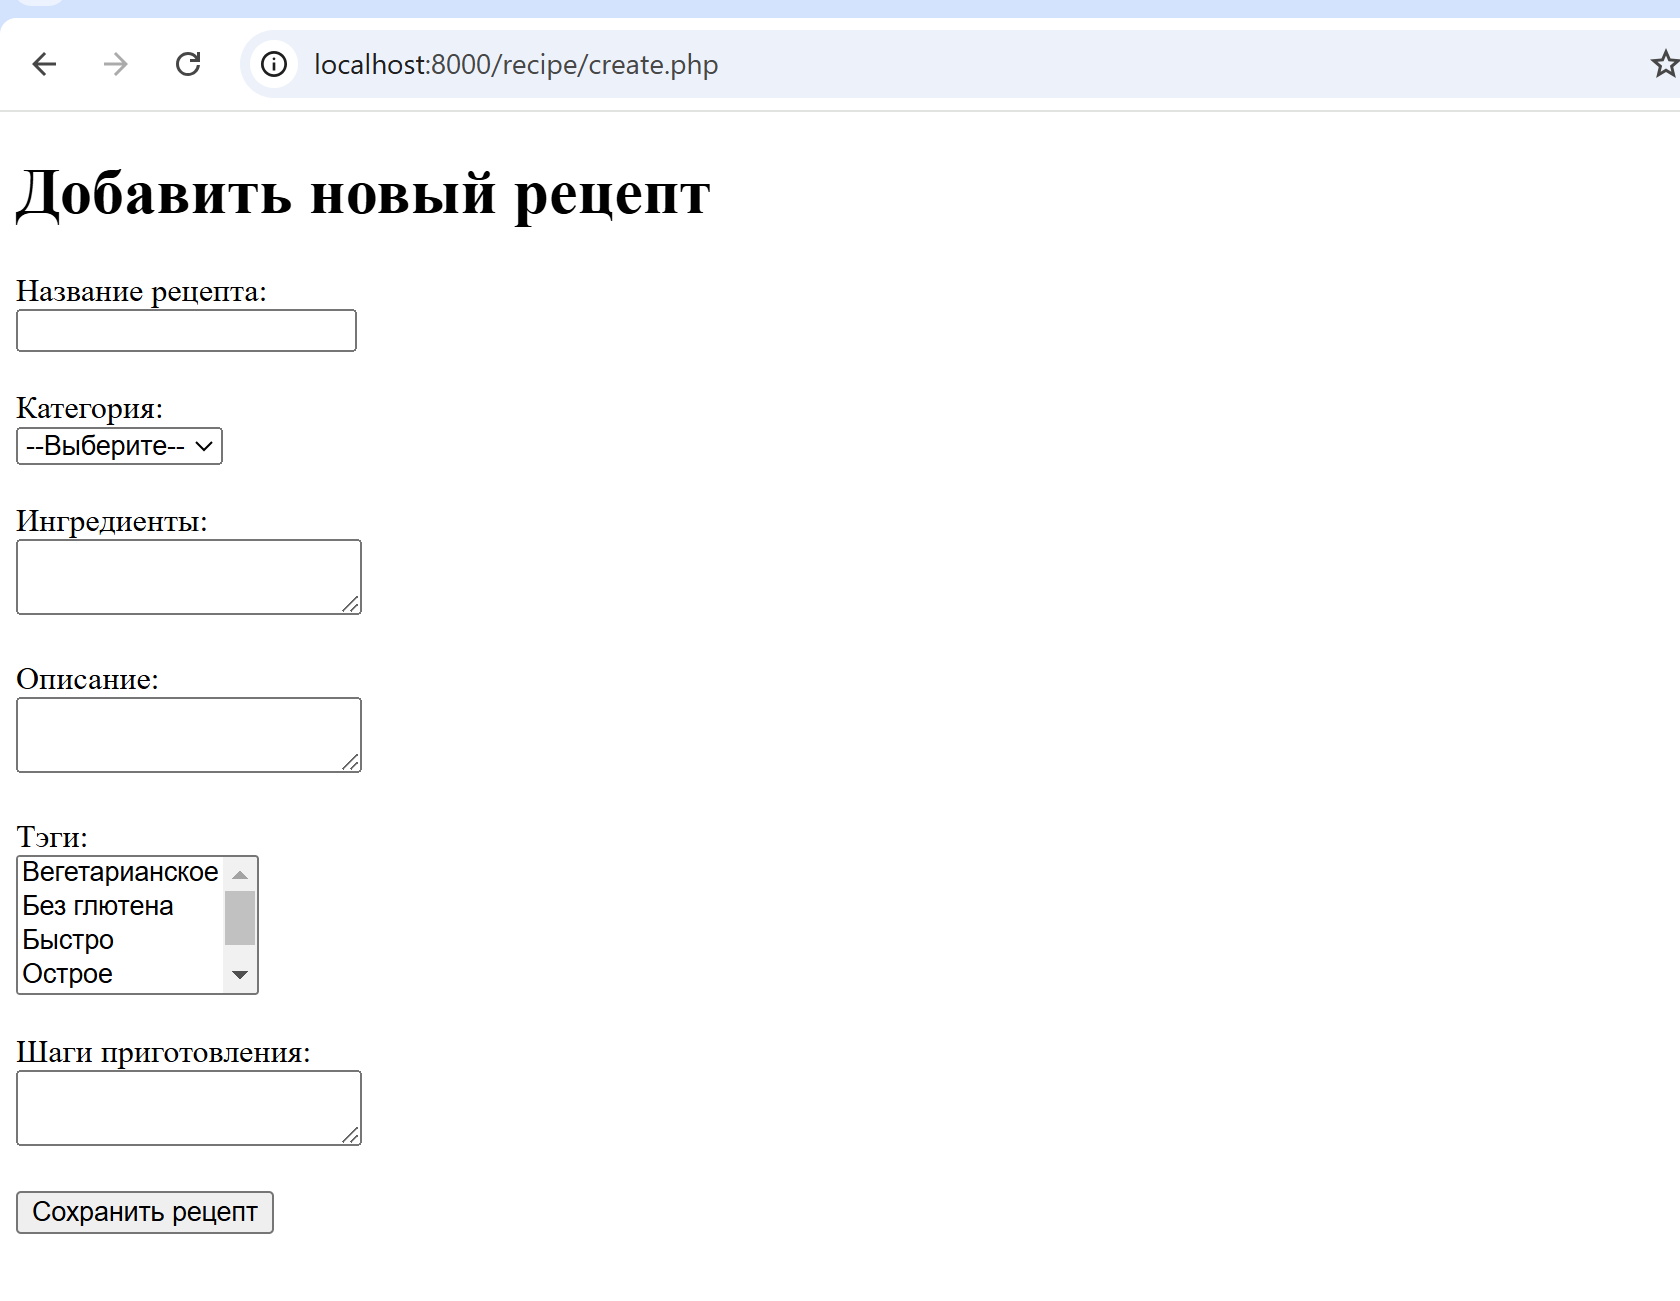 localhost:8000/recipe/create.php
Добавить новый рецепт
Название рецепта:
Категория:
--Выберите--
Ингредиенты:
Описание:
Тэги:
Вегетарианское
Без глютена
Быстро
Острое
Шаги приготовления:
Сохранить рецепт